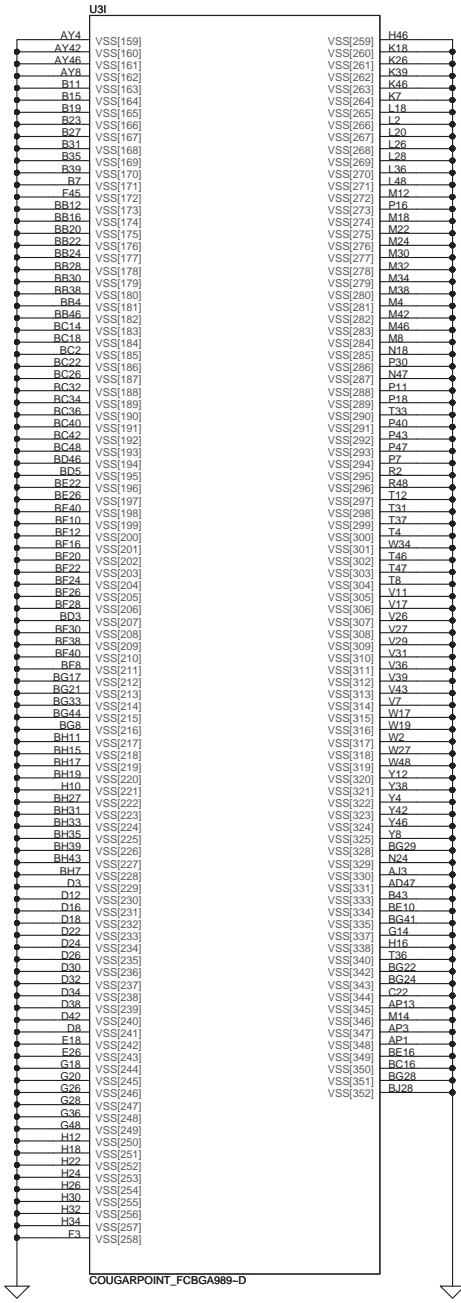 U3I
AY4 VSS[159]
AY42 VSS[160]
AY46 VSS[161]
AY8 VSS[162]
B11 VSS[163]
B15 VSS[164]
B19 VSS[165]
B23 VSS[166]
B27 VSS[167]
B31 VSS[168]
B35 VSS[169]
B39 VSS[170]
B7 VSS[171]
F45 VSS[172]
BB12 VSS[173]
BB16 VSS[174]
BB20 VSS[175]
BB22 VSS[176]
BB24 VSS[177]
BB28 VSS[178]
BB30 VSS[179]
BB38 VSS[180]
BB4 VSS[181]
BB46 VSS[182]
BC14 VSS[183]
BC18 VSS[184]
BC2 VSS[185]
BC22 VSS[186]
BC26 VSS[187]
BC32 VSS[188]
BC34 VSS[189]
BC36 VSS[190]
BC40 VSS[191]
BC42 VSS[192]
BC48 VSS[193]
BD46 VSS[194]
BD5 VSS[195]
BE22 VSS[196]
BE26 VSS[197]
BE40 VSS[198]
BF10 VSS[199]
BF12 VSS[200]
BF16 VSS[201]
BF20 VSS[202]
BF22 VSS[203]
BF24 VSS[204]
BF26 VSS[205]
BF28 VSS[206]
BD3 VSS[207]
BF30 VSS[208]
BF38 VSS[209]
BF40 VSS[210]
BF8 VSS[211]
BG17 VSS[212]
BG21 VSS[213]
BG33 VSS[214]
BG44 VSS[215]
BG8 VSS[216]
BH11 VSS[217]
BH15 VSS[218]
BH17 VSS[219]
BH19 VSS[220]
H10 VSS[221]
BH27 VSS[222]
BH31 VSS[223]
BH33 VSS[224]
BH35 VSS[225]
BH39 VSS[226]
BH43 VSS[227]
BH7 VSS[228]
D3 VSS[229]
D12 VSS[230]
D16 VSS[231]
D18 VSS[232]
D22 VSS[233]
D24 VSS[234]
D26 VSS[235]
D30 VSS[236]
D32 VSS[237]
D34 VSS[238]
D38 VSS[239]
D42 VSS[240]
D8 VSS[241]
E18 VSS[242]
E26 VSS[243]
G18 VSS[244]
G20 VSS[245]
G26 VSS[246]
G28 VSS[247]
G36 VSS[248]
G48 VSS[249]
H12 VSS[250]
H18 VSS[251]
H22 VSS[252]
H24 VSS[253]
H26 VSS[254]
H30 VSS[255]
H32 VSS[256]
H34 VSS[257]
F3 VSS[258]
VSS[259] H46
VSS[260] K18
VSS[261] K26
VSS[262] K39
VSS[263] K46
VSS[264] K7
VSS[265] L18
VSS[266] L2
VSS[267] L20
VSS[268] L26
VSS[269] L28
VSS[270] L36
VSS[271] L48
VSS[272] M12
VSS[273] P16
VSS[274] M18
VSS[275] M22
VSS[276] M24
VSS[277] M30
VSS[278] M32
VSS[279] M34
VSS[280] M38
VSS[281] M4
VSS[282] M42
VSS[283] M46
VSS[284] M8
VSS[285] N18
VSS[286] P30
VSS[287] N47
VSS[288] P11
VSS[289] P18
VSS[290] T33
VSS[291] P40
VSS[292] P43
VSS[293] P47
VSS[294] P7
VSS[295] R2
VSS[296] R48
VSS[297] T12
VSS[298] T31
VSS[299] T37
VSS[300] T4
VSS[301] W34
VSS[302] T46
VSS[303] T47
VSS[304] T8
VSS[305] V11
VSS[306] V17
VSS[307] V26
VSS[308] V27
VSS[309] V29
VSS[310] V31
VSS[311] V36
VSS[312] V39
VSS[313] V43
VSS[314] V7
VSS[315] W17
VSS[316] W19
VSS[317] W2
VSS[318] W27
VSS[319] W48
VSS[320] Y12
VSS[321] Y38
VSS[322] Y4
VSS[323] Y42
VSS[324] Y46
VSS[325] Y8
VSS[328] BG29
VSS[329] N24
VSS[330] AJ3
VSS[331] AD47
VSS[333] B43
VSS[334] BE10
VSS[335] BG41
VSS[337] G14
VSS[338] H16
VSS[340] T36
VSS[342] BG22
VSS[343] BG24
VSS[344] C22
VSS[345] AP13
VSS[346] M14
VSS[347] AP3
VSS[348] AP1
VSS[349] BE16
VSS[350] BC16
VSS[351] BG28
VSS[352] BJ28
COUGARPOINT_FCBGA989~D